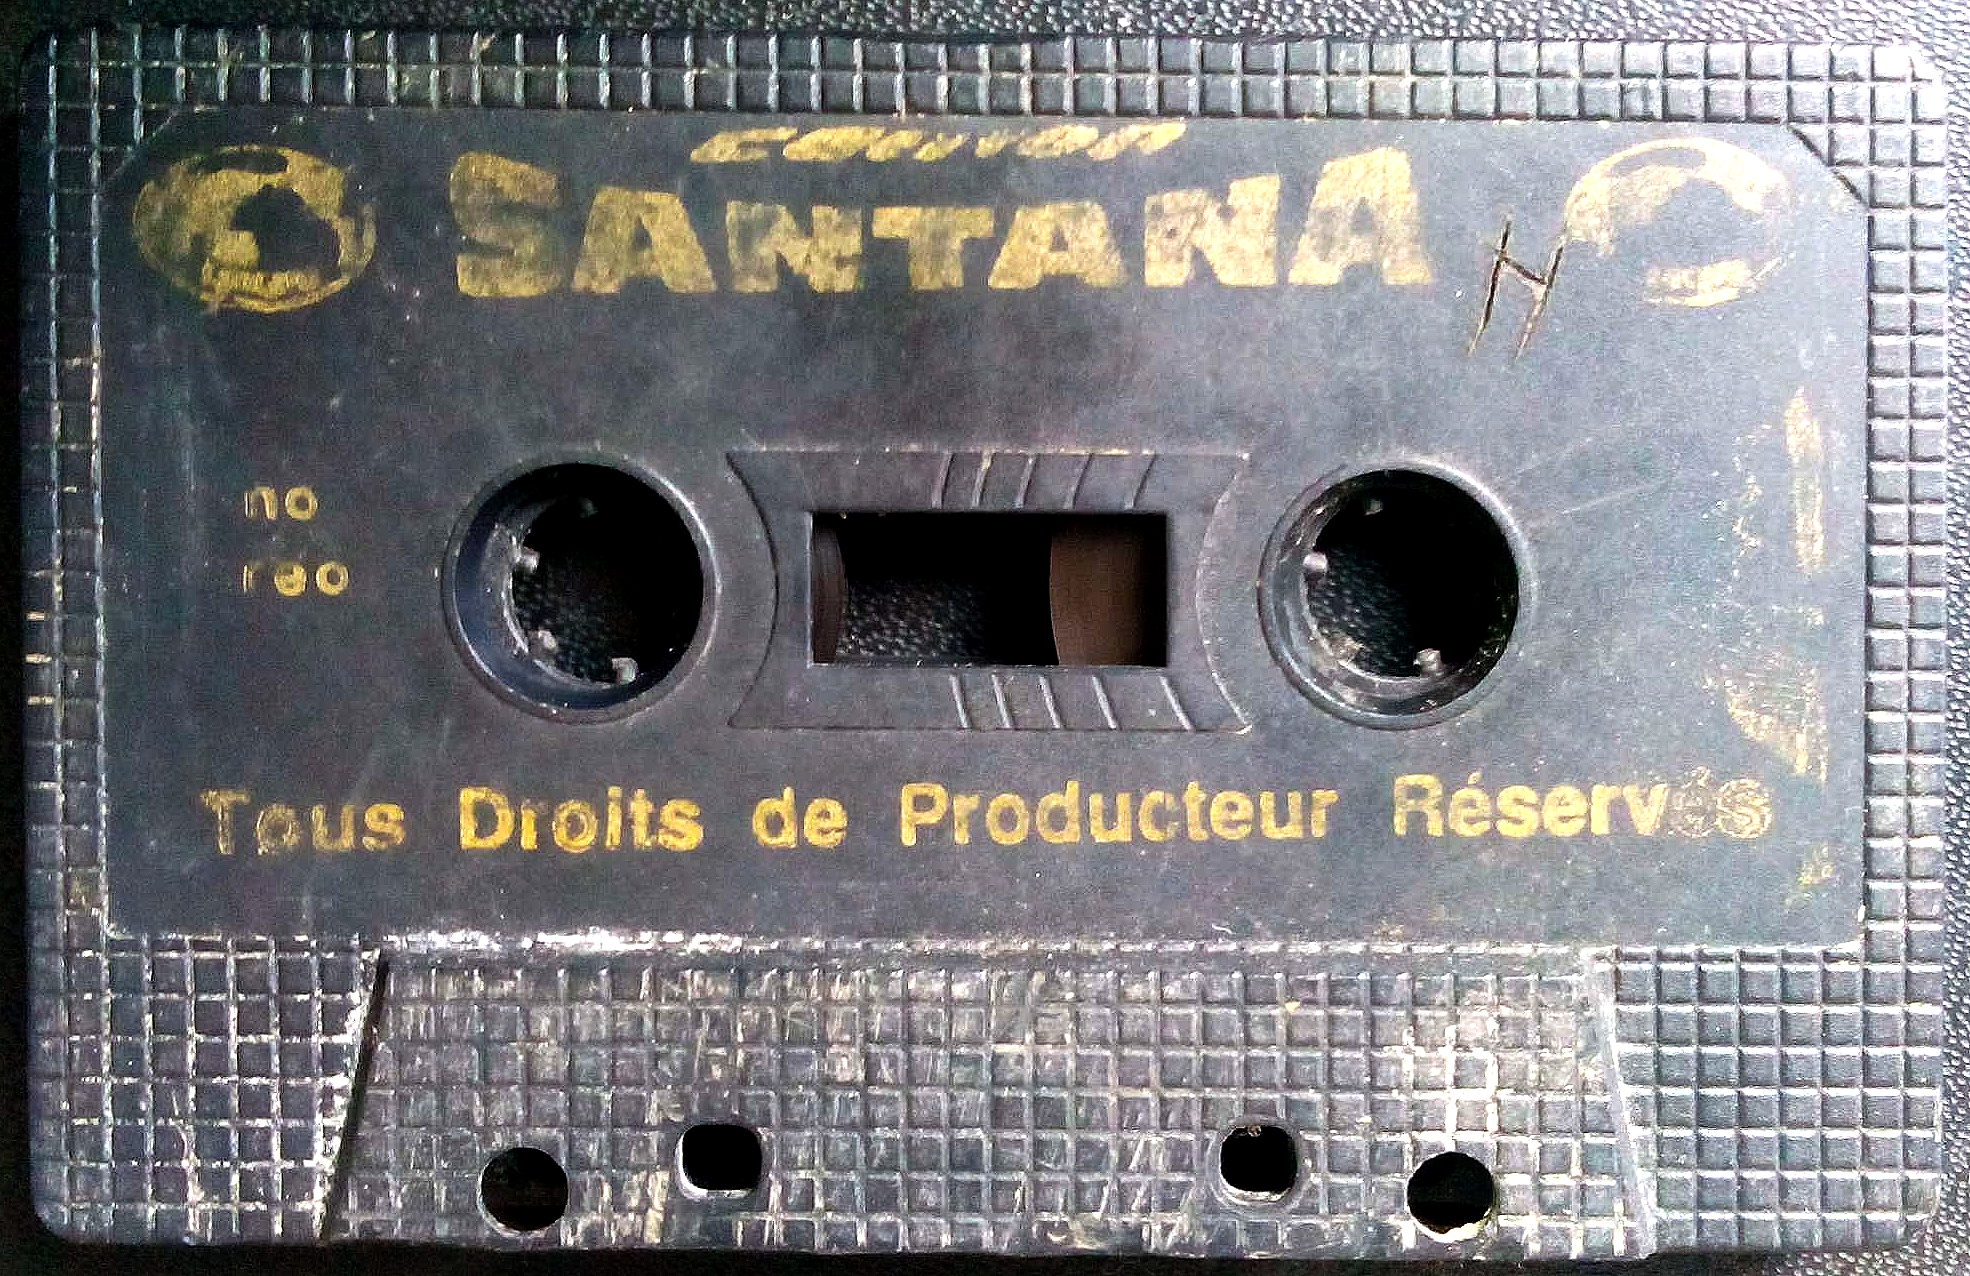 SANTANA
N
no
Tous Droits de Producteur Réservés